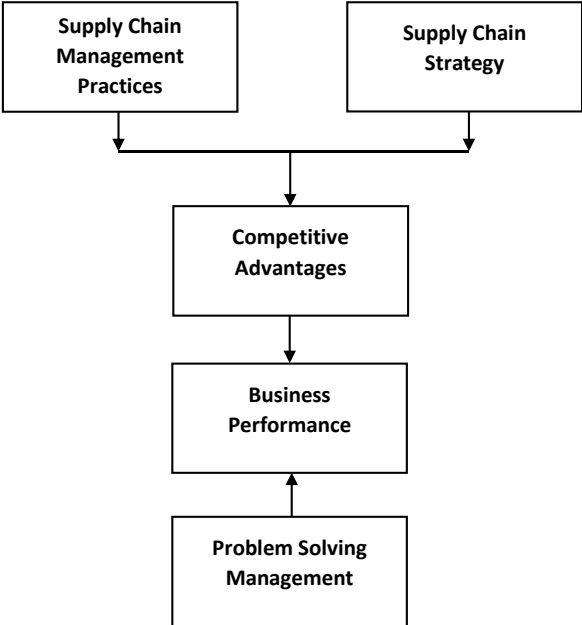 Supply Chain
Management
Practices
Supply Chain
Strategy
Competitive
Advantages
Business
Performance
Problem Solving
Management